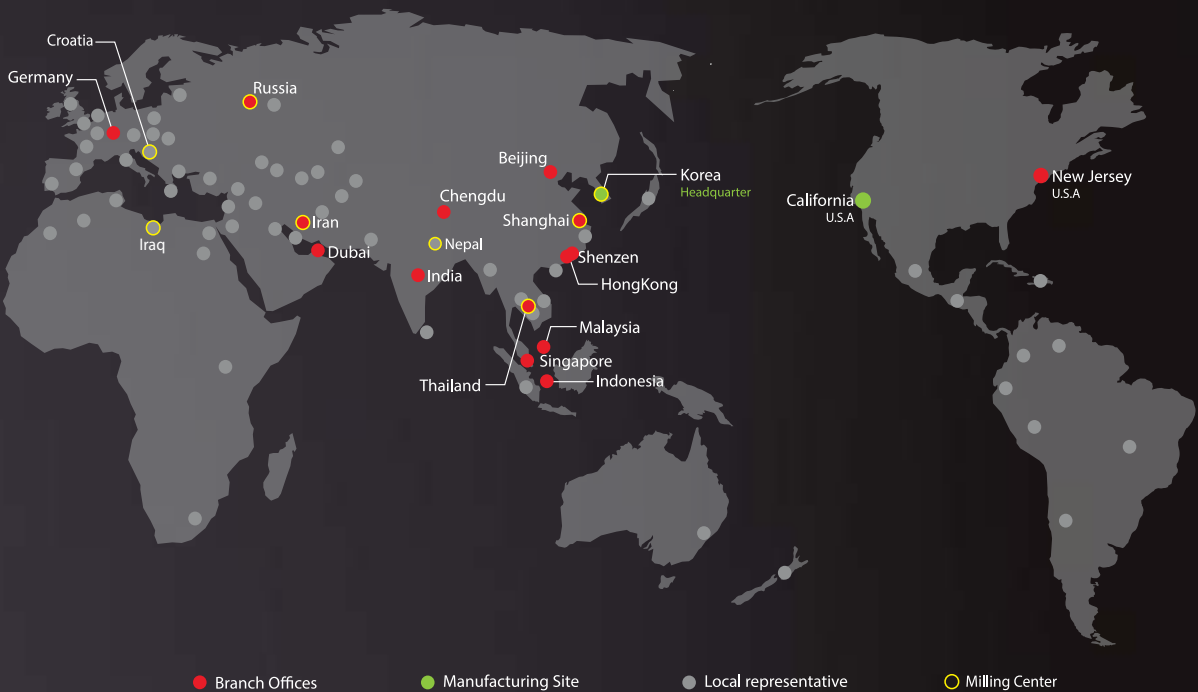 Croatia
Germany
Russia
Beijing
Korea
Headquarter
New Jersey
U.S.A
Chengdu
California
U.S.A
Iran
Shanghai
Iraq
Nepal
Dubai
Shenzen
India
HongKong
Malaysia
Singapore
Thailand
Indonesia
Branch Offices
Manufacturing Site
Local representative
Milling Center